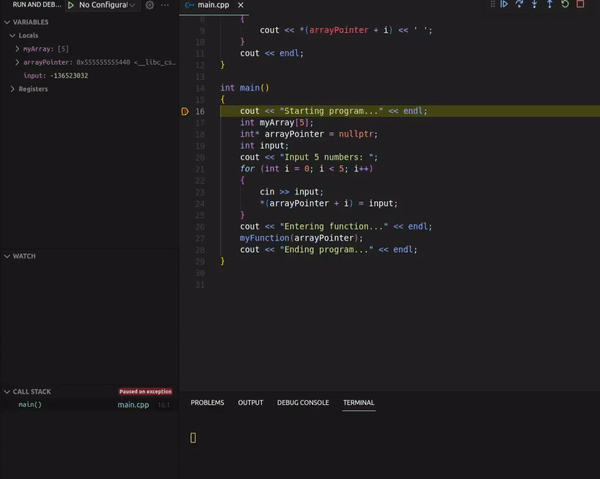 RUN AND DEB... No Configurat
main.cpp
VARIABLES
Locals
myArray: [5]
arrayPointer: 0x555555555440 <__libc_cs...
input: -136523032
Registers
WATCH
CALL STACK Paused on exception
main() main.cpp 16:1
8 {
9 cout << *(arrayPointer + i) << ' ';
10 }
11 cout << endl;
12 }
13
14 int main()
15 {
16 cout << "Starting program..." << endl;
17 int myArray[5];
18 int* arrayPointer = nullptr;
19 int input;
20 cout << "Input 5 numbers: ";
21 for (int i = 0; i < 5; i++)
22 {
23 cin >> input;
24 *(arrayPointer + i) = input;
25 }
26 cout << "Entering function..." << endl;
27 myFunction(arrayPointer);
28 cout << "Ending program..." << endl;
29 }
30
31
PROBLEMS OUTPUT DEBUG CONSOLE TERMINAL